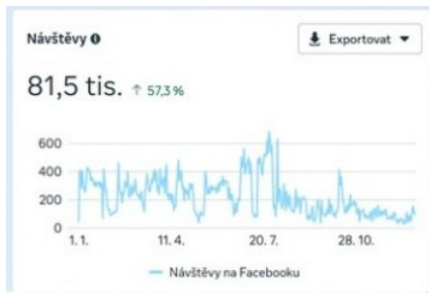 Návštěvy
Exportovat
81,5 tis. ↑ 57,3 %
600
400
200
0
1. 1. 11. 4. 20. 7. 28. 10.
Návštěvy na Facebooku